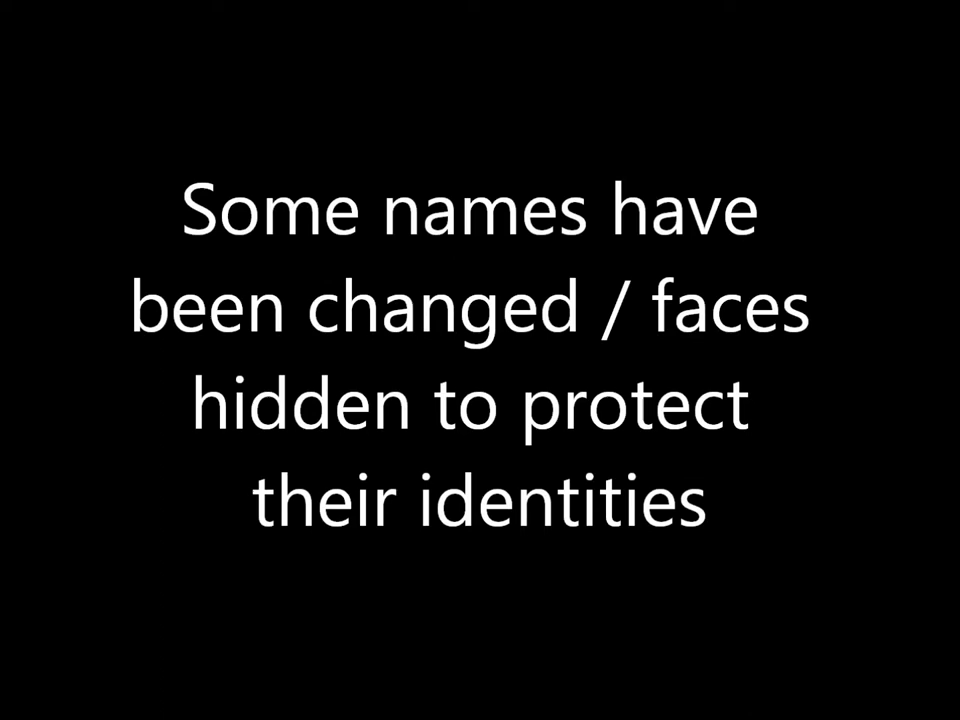 Some names have
been changed / faces
hidden to protect
their identities